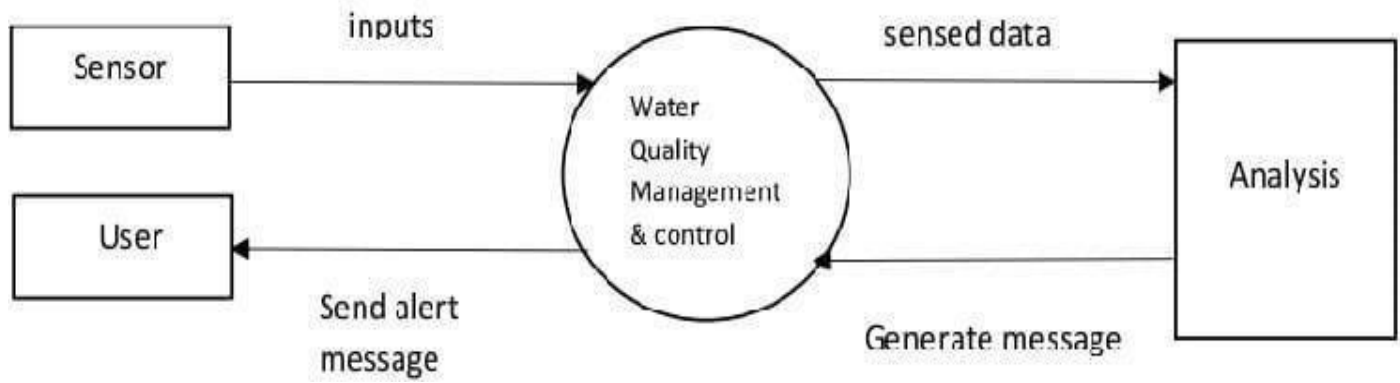 inputs
sensed data
Sensor
Water
Quality
Management
& control
Analysis
User
Send alert
message
Generate message